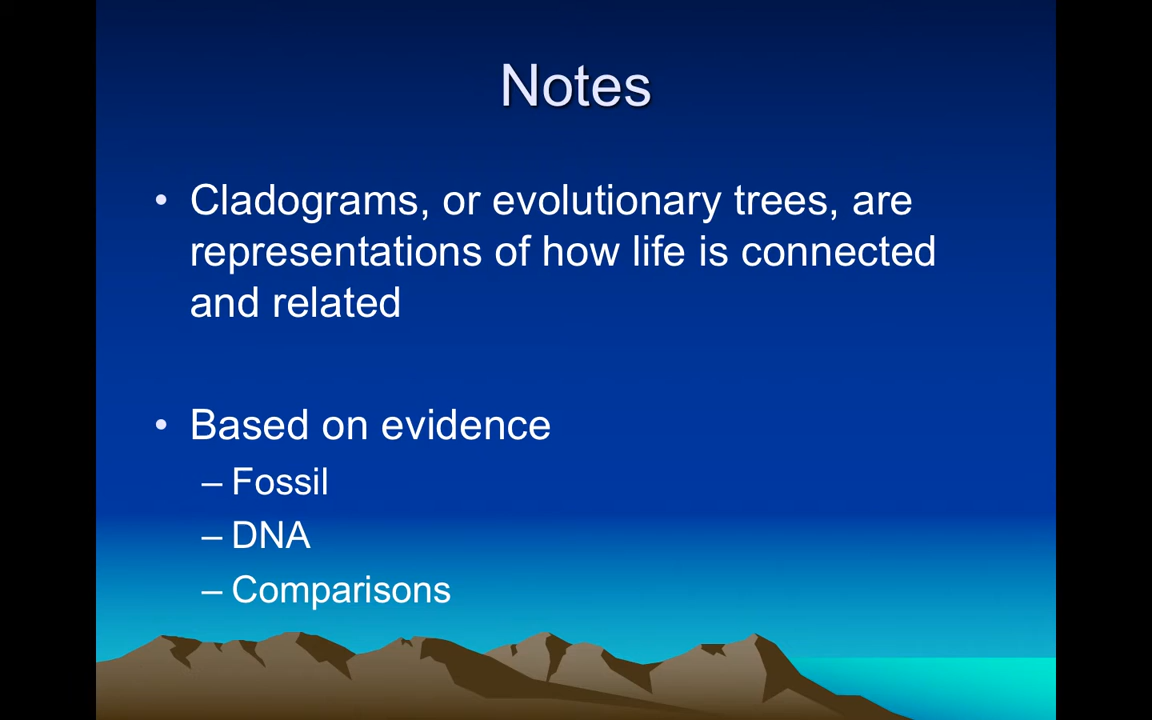 Notes
• Cladograms, or evolutionary trees, are
representations of how life is connected
and related
• Based on evidence
– Fossil
– DNA
– Comparisons